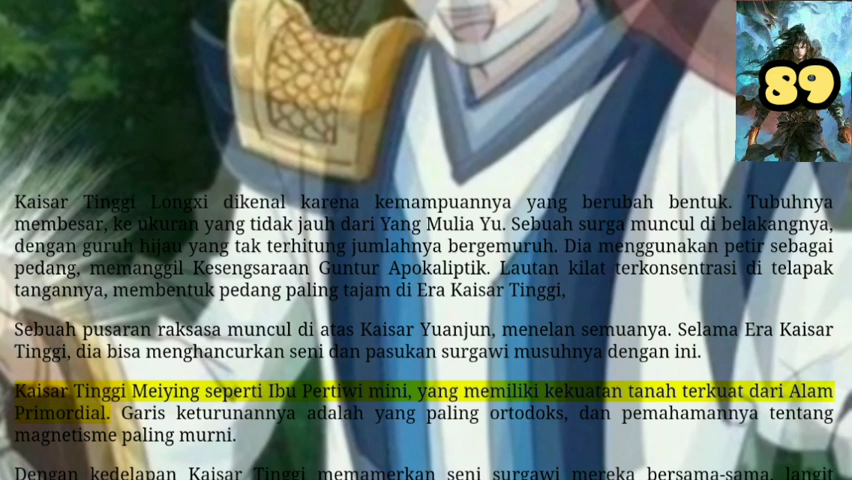 89
Kaisar Tinggi Longxi dikenal karena kemampuannya yang berubah bentuk. Tubuhnya
membesar, ke ukuran yang tidak jauh dari Yang Mulia Yu. Sebuah surga muncul di belakangnya,
dengan guruh hijau yang tak terhitung jumlahnya bergemuruh. Dia menggunakan petir sebagai
pedang, memanggil Kesengsaraan Guntur Apokaliptik. Lautan kilat terkonsentrasi di telapak
tangannya, membentuk pedang paling tajam di Era Kaisar Tinggi,
Sebuah pusaran raksasa muncul di atas Kaisar Yuanjun, menelan semuanya. Selama Era Kaisar
Tinggi, dia bisa menghancurkan seni dan pasukan surgawi musuhnya dengan ini.
Kaisar Tinggi Meiying seperti Ibu Pertiwi mini, yang memiliki kekuatan tanah terkuat dari Alam
Primordial. Garis keturunannya adalah yang paling ortodoks, dan pemahamannya tentang
magnetisme paling murni.
Dengan kedelapan Kaisar Tinggi memamerkan seni surgawi mereka bersama-sama, langit